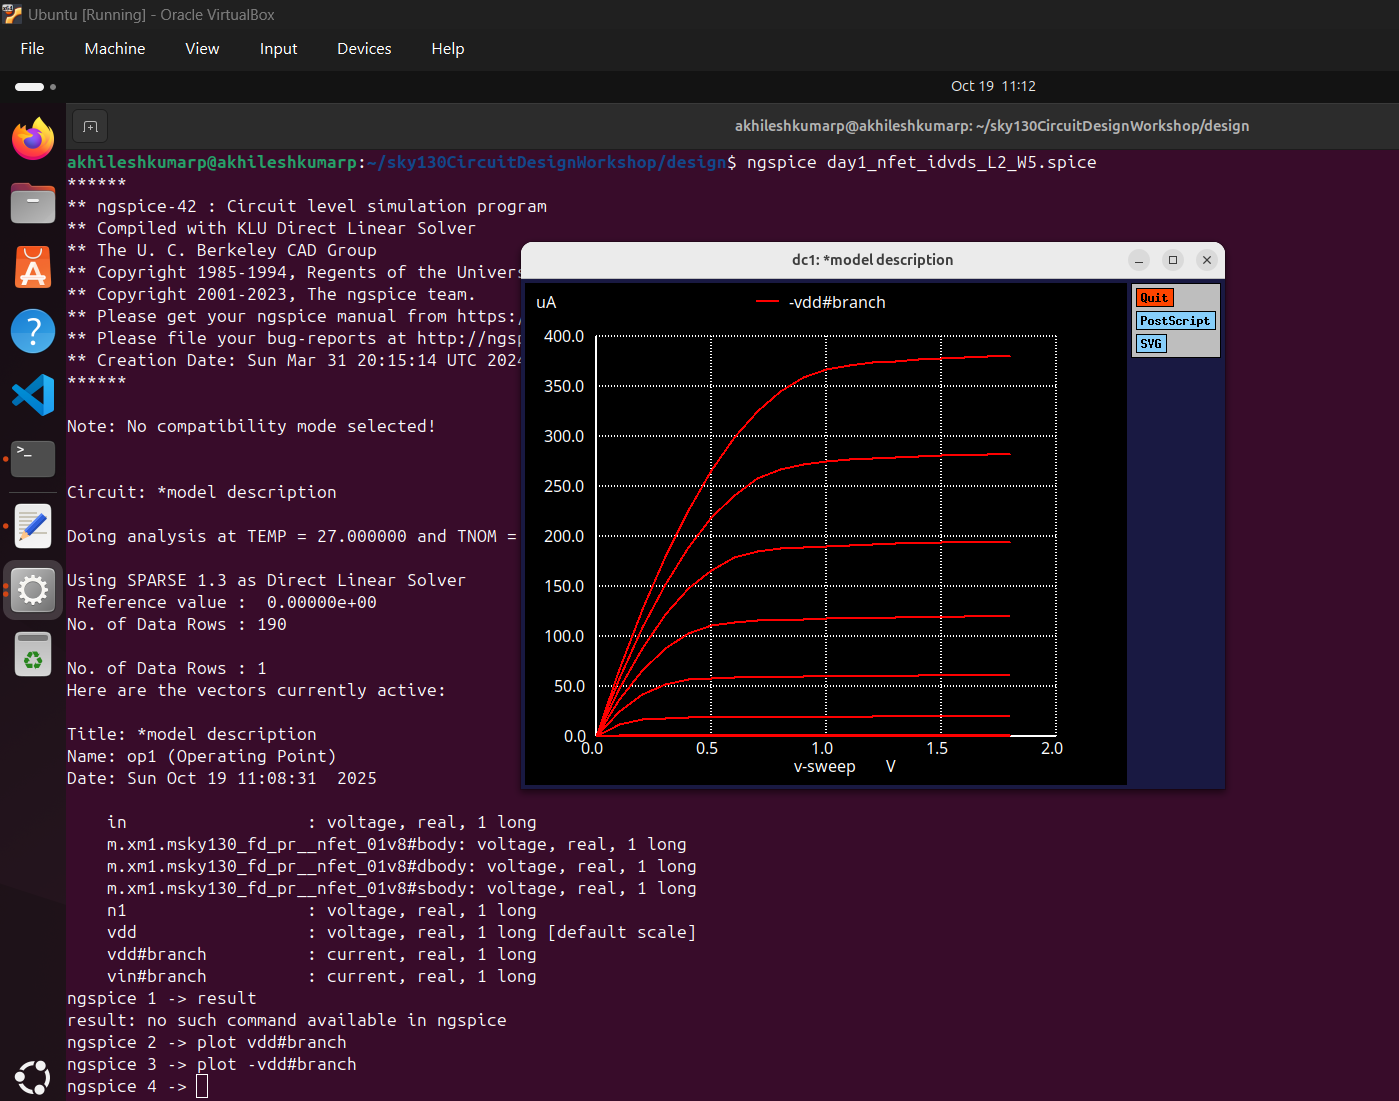 Ubuntu [Running] - Oracle VirtualBox
File Machine View Input Devices Help
Oct 19 11:12
akhileshkumarp@akhileshkumarp: ~/sky130CircuitDesignWorkshop/design
akhileshkumarp@akhileshkumarp:~/sky130CircuitDesignWorkshop/design$ ngspice day1_nfet_idvds_L2_W5.spice
******
** ngspice-42 : Circuit level simulation program
** Compiled with KLU Direct Linear Solver
** The U. C. Berkeley CAD Group
** Copyright 1985-1994, Regents of the Univers
** Copyright 2001-2023, The ngspice team.
** Please get your ngspice manual from https:/
** Please file your bug-reports at http://ngsp
** Creation Date: Sun Mar 31 20:15:14 UTC 2024
******
Note: No compatibility mode selected!
Circuit: *model description
Doing analysis at TEMP = 27.000000 and TNOM =
Using SPARSE 1.3 as Direct Linear Solver
Reference value : 0.00000e+00
No. of Data Rows : 190
No. of Data Rows : 1
Here are the vectors currently active:
Title: *model description
Name: op1 (Operating Point)
Date: Sun Oct 19 11:08:31 2025
in : voltage, real, 1 long
m.xm1.msky130_fd_pr__nfet_01v8#body: voltage, real, 1 long
m.xm1.msky130_fd_pr__nfet_01v8#dbody: voltage, real, 1 long
m.xm1.msky130_fd_pr__nfet_01v8#sbody: voltage, real, 1 long
n1 : voltage, real, 1 long
vdd : voltage, real, 1 long [default scale]
vdd#branch : current, real, 1 long
vin#branch : current, real, 1 long
ngspice 1 -> result
result: no such command available in ngspice
ngspice 2 -> plot vdd#branch
ngspice 3 -> plot -vdd#branch
ngspice 4 ->
dc1: *model description
uA
-vdd#branch
Quit
PostScript
SVG
400.0
350.0
300.0
250.0
200.0
150.0
100.0
50.0
0.0
0.0 0.5 1.0 1.5 2.0
v-sweep V